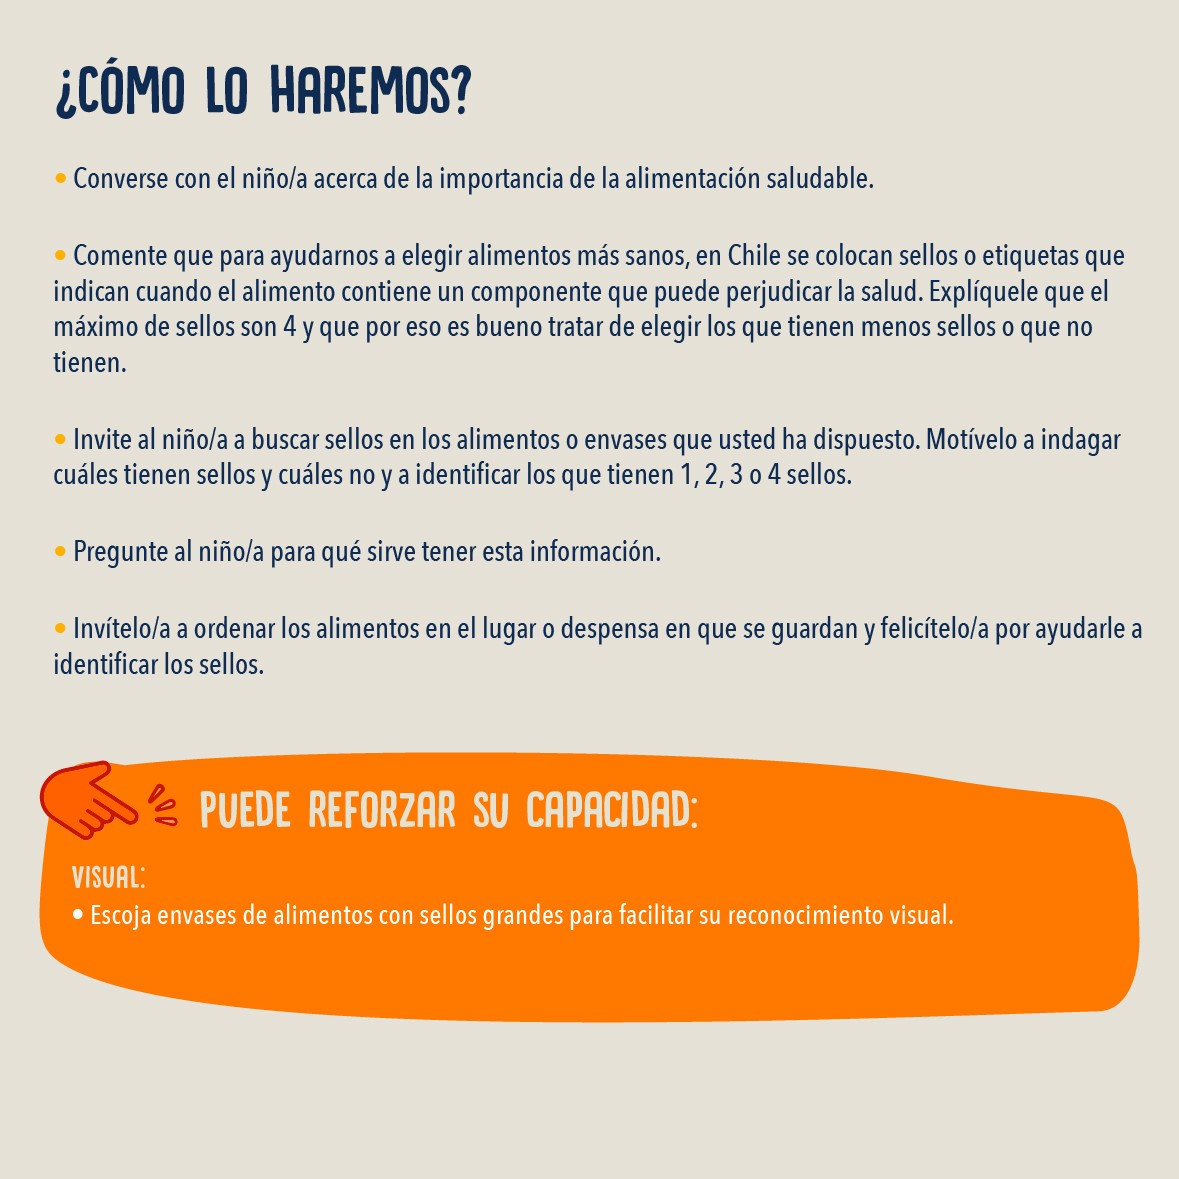 ¿CÓMO LO HAREMOS?
• Converse con el niño/a acerca de la importancia de la alimentación saludable.
• Comente que para ayudarnos a elegir alimentos más sanos, en Chile se colocan sellos o etiquetas que
indican cuando el alimento contiene un componente que puede perjudicar la salud. Explíquele que el
máximo de sellos son 4 y que por eso es bueno tratar de elegir los que tienen menos sellos o que no
tienen.
• Invite al niño/a a buscar sellos en los alimentos o envases que usted ha dispuesto. Motívelo a indagar
cuáles tienen sellos y cuáles no y a identificar los que tienen 1, 2, 3 o 4 sellos.
• Pregunte al niño/a para qué sirve tener esta información.
• Invítelo/a a ordenar los alimentos en el lugar o despensa en que se guardan y felicítelo/a por ayudarle a
identificar los sellos.
PUEDE REFORZAR SU CAPACIDAD:
VISUAL:
• Escoja envases de alimentos con sellos grandes para facilitar su reconocimiento visual.